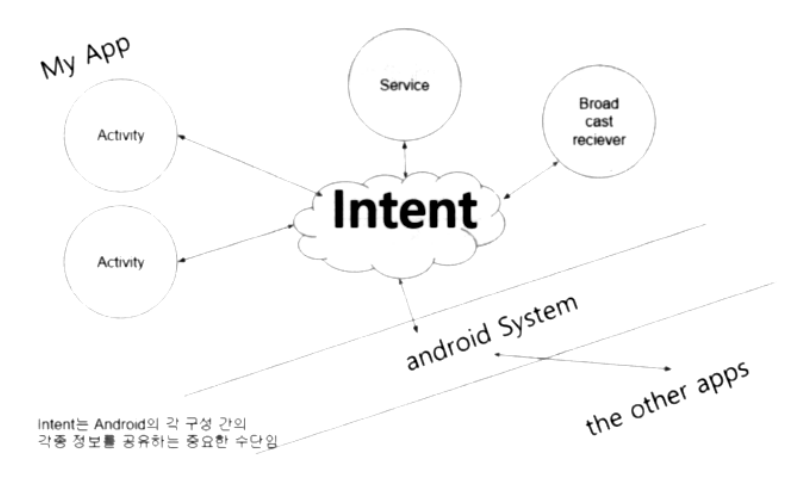 My App
Service
Broad
cast
reciever
Activity
Intent
Activity
android System
the other apps
Intent는 Android의 각 구성 간의
각종 정보를 공유하는 중요한 수단임